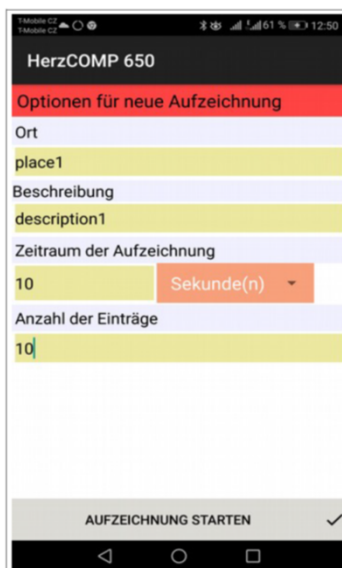 T-Mobile CZ
T-Mobile CZ
61 % 12:50
HerzCOMP 650
Optionen für neue Aufzeichnung
Ort
place1
Beschreibung
description1
Zeitraum der Aufzeichnung
10 Sekunde(n)
Anzahl der Einträge
10
AUFZEICHNUNG STARTEN